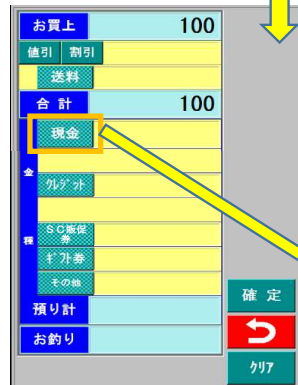 お買上 100
値引 割引
送料
合計 100
現金
金
ｸﾚｼﾞｯﾄ
SC販促
券
種
ｷﾞﾌﾄ券
その他
預り計
お釣り
確定
ｸﾘｱ